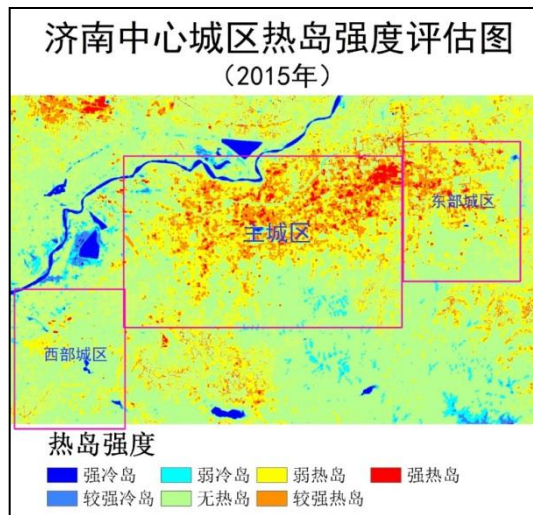 济南中心城区热岛强度评估图
（2015年）
东部城区
主城区
西部城区
热岛强度
强冷岛 弱冷岛 弱热岛 强热岛
较强冷岛 无热岛 较强热岛